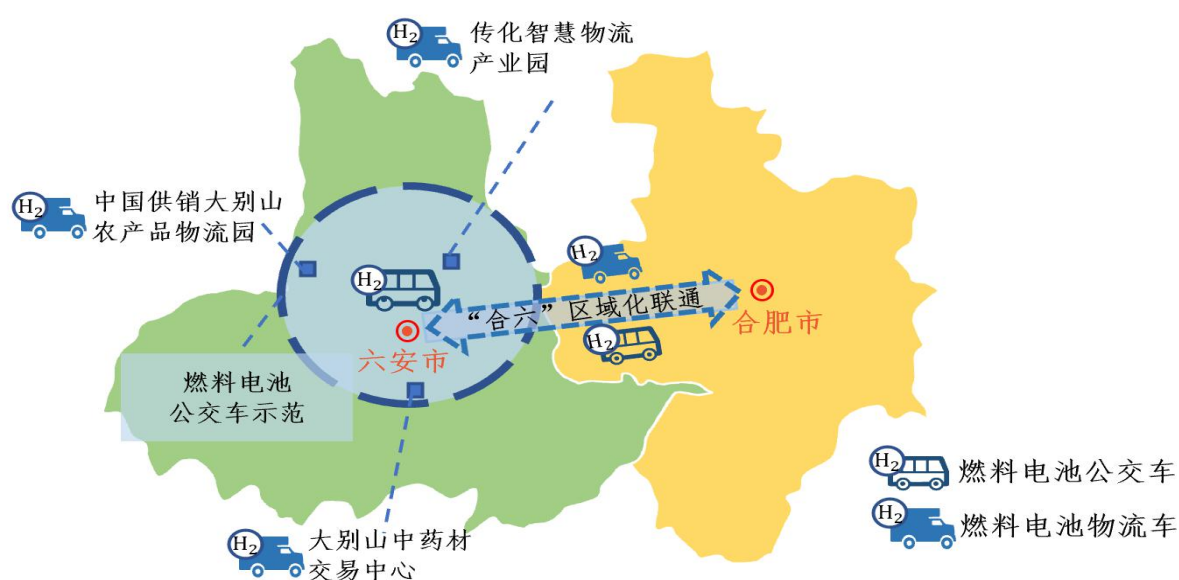 H₂
传化智慧物流
产业园
H₂
中国供销大别山
农产品物流园
H₂
H₂
“合六”区域化联通
H₂
合肥市
六安市
燃料电池
公交车示范
H₂
燃料电池公交车
H₂
燃料电池物流车
H₂
大别山中药材
交易中心